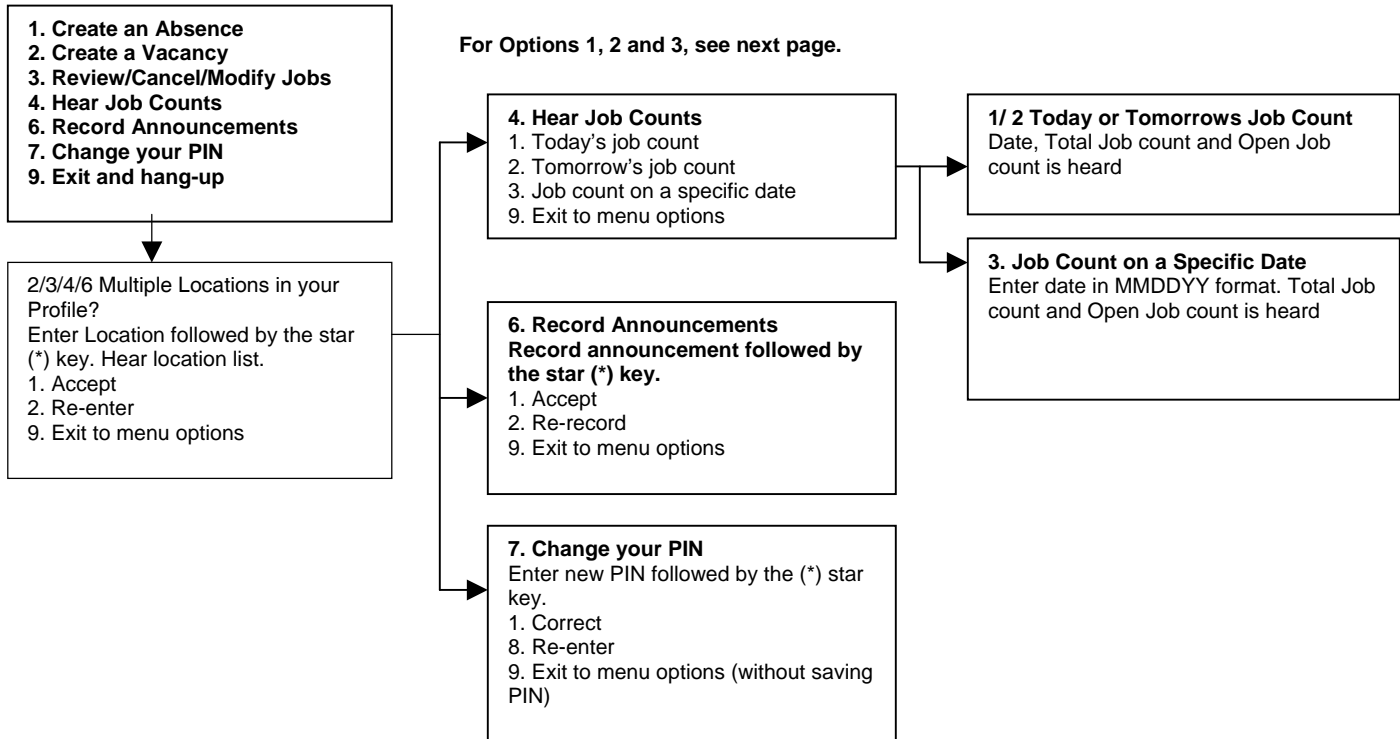 1. Create an Absence
2. Create a Vacancy
3. Review/Cancel/Modify Jobs
4. Hear Job Counts
6. Record Announcements
7. Change your PIN
9. Exit and hang-up
For Options 1, 2 and 3, see next page.
2/3/4/6 Multiple Locations in your
Profile?
Enter Location followed by the star
(*) key. Hear location list.
1. Accept
2. Re-enter
9. Exit to menu options
4. Hear Job Counts
1. Today's job count
2. Tomorrow's job count
3. Job count on a specific date
9. Exit to menu options
1/ 2 Today or Tomorrows Job Count
Date, Total Job count and Open Job
count is heard
3. Job Count on a Specific Date
Enter date in MMDDYY format. Total Job
count and Open Job count is heard
6. Record Announcements
Record announcement followed by
the star (*) key.
1. Accept
2. Re-record
9. Exit to menu options
7. Change your PIN
Enter new PIN followed by the (*) star
key.
1. Correct
8. Re-enter
9. Exit to menu options (without saving
PIN)